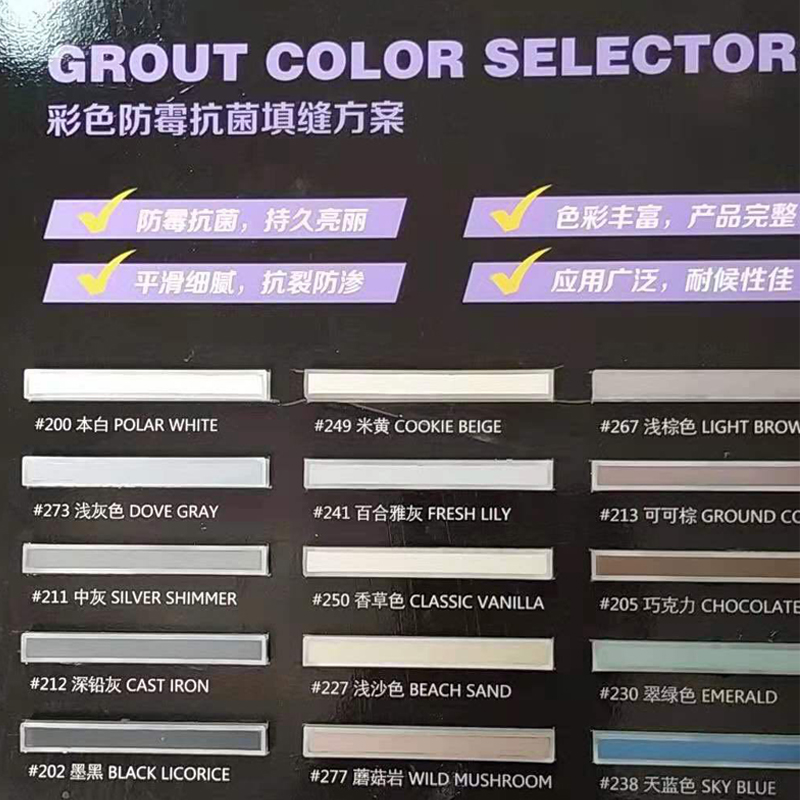 GROUT COLOR SELECTOR
彩色防霉抗菌填缝方案
防霉抗菌，持久亮丽
色彩丰富，产品完整
平滑细腻，抗裂防渗
应用广泛，耐候性佳
#200 本白 POLAR WHITE
#249 米黄 COOKIE BEIGE
#267 浅棕色 LIGHT BROW
#273 浅灰色 DOVE GRAY
#241 百合雅灰 FRESH LILY
#213 可可棕 GROUND CO
#211 中灰 SILVER SHIMMER
#250 香草色 CLASSIC VANILLA
#205 巧克力 CHOCOLATE
#212 深铅灰 CAST IRON
#227 浅沙色 BEACH SAND
#230 翠绿色 EMERALD
#202 墨黑 BLACK LICORICE
#277 蘑菇岩 WILD MUSHROOM
#238 天蓝色 SKY BLUE